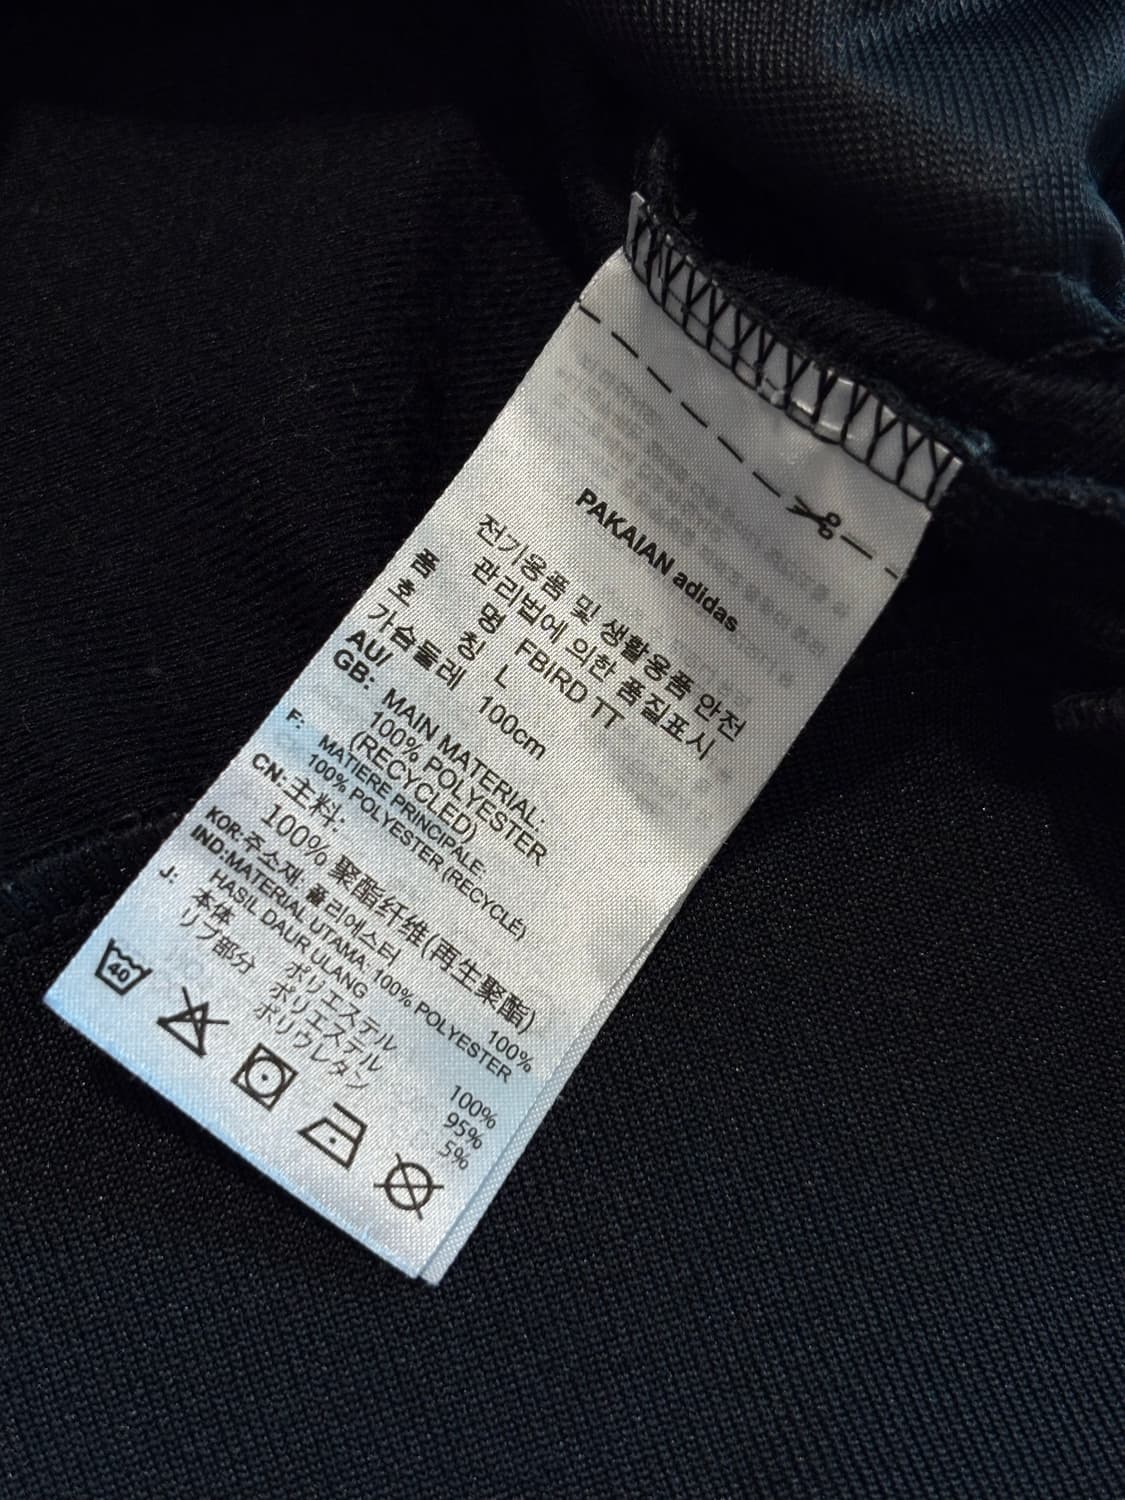 PAKAIAN adidas
전기용품 및 생활용품 안전
관리법에 의한 품질표시
품 명 FBIRD TT
호 칭 L
가슴둘레 100cm
AU/
GB: MAIN MATERIAL:
100% POLYESTER
(RECYCLED)
F: MATIERE PRINCIPALE.
100% POLYESTER (RECYCLÉ)
CN: 主料:
100% 聚酯纤维(再生聚酯)
KOR: 주소재: 폴리에스터 100%
IND: MATERIAL UTAMA: 100% POLYESTER
HASIL DAUR ULANG
J: 本体 ポリエステル 100%
リブ部分 ポリエステル 95%
ポリウレタン 5%
40